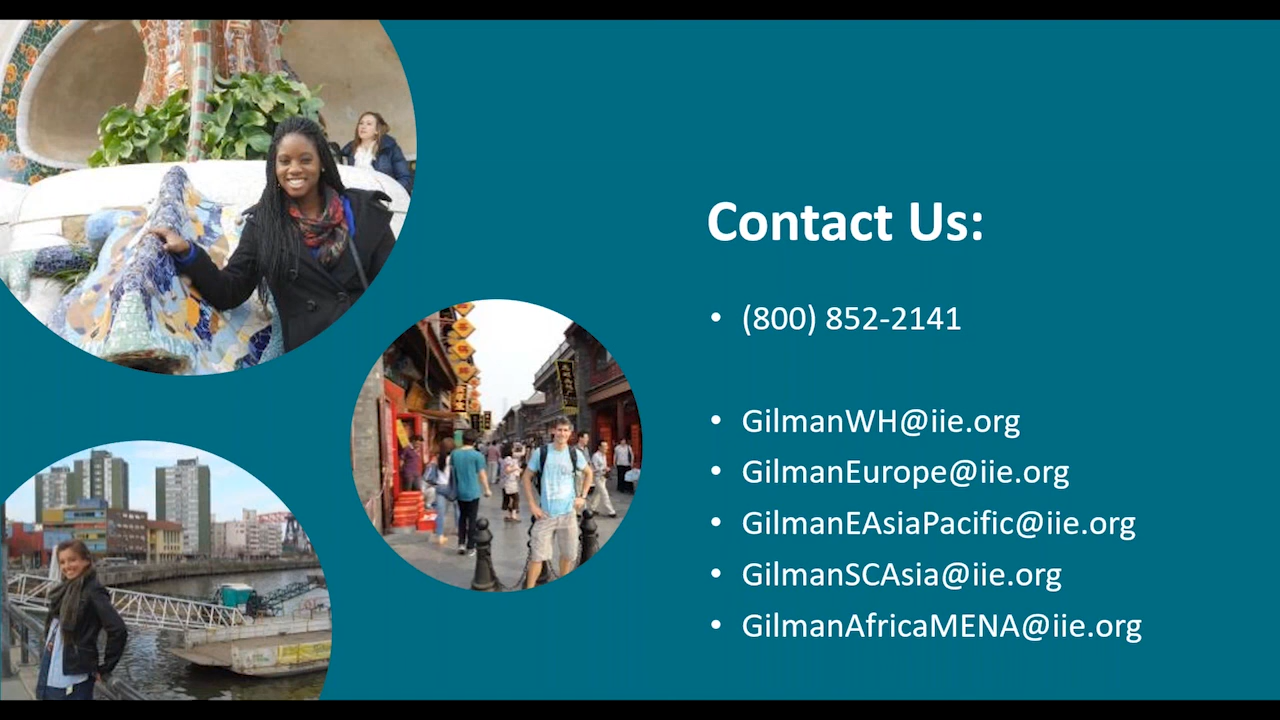 Contact Us:
• (800) 852-2141
• GilmanWH@iie.org
• GilmanEurope@iie.org
• GilmanEAsiaPacific@iie.org
• GilmanSCAsia@iie.org
• GilmanAfricaMENA@iie.org